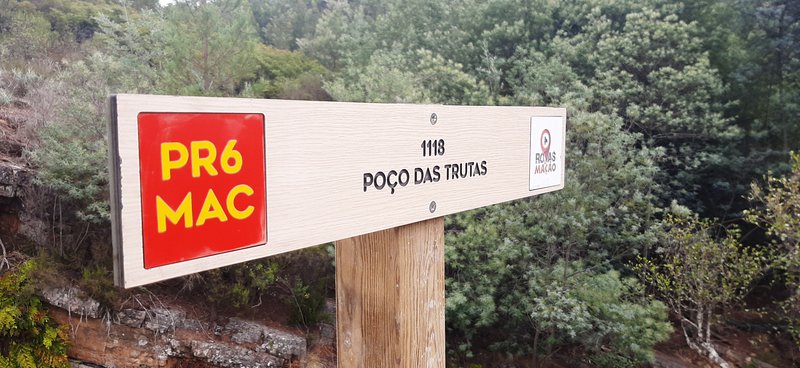 PR6
MAC
1118
POÇO DAS TRUTAS
ROTAS
MAÇÃO